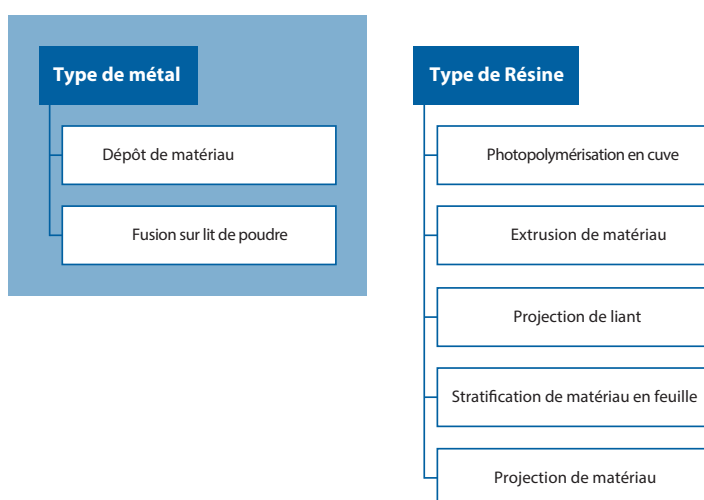 Type de métal
Dépôt de matériau
Fusion sur lit de poudre
Type de Résine
Photopolymérisation en cuve
Extrusion de matériau
Projection de liant
Stratification de matériau en feuille
Projection de matériau